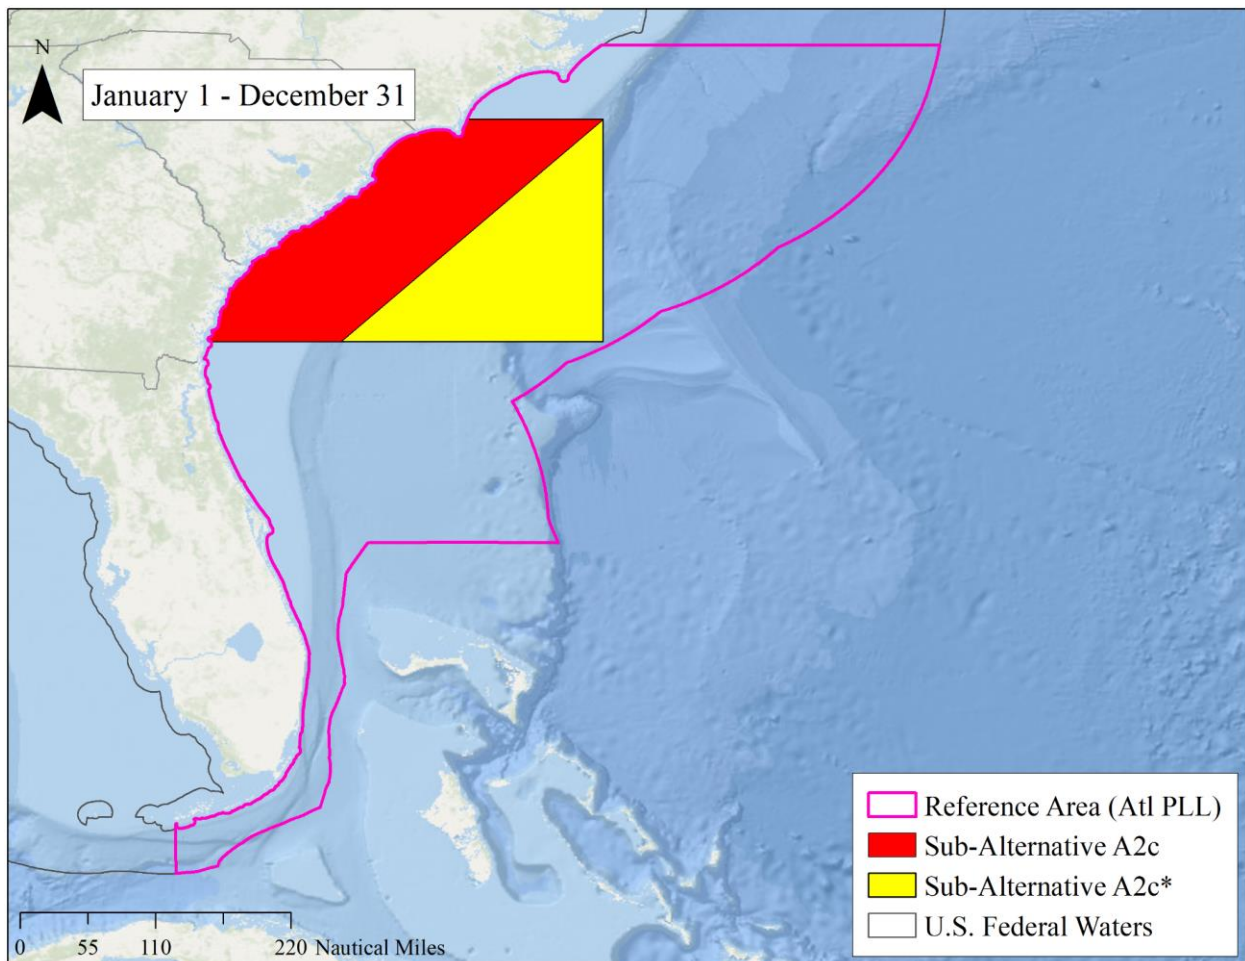 N
January 1 - December 31
Reference Area (Atl PLL)
Sub-Alternative A2c
Sub-Alternative A2c*
U.S. Federal Waters
0 55 110 220 Nautical Miles